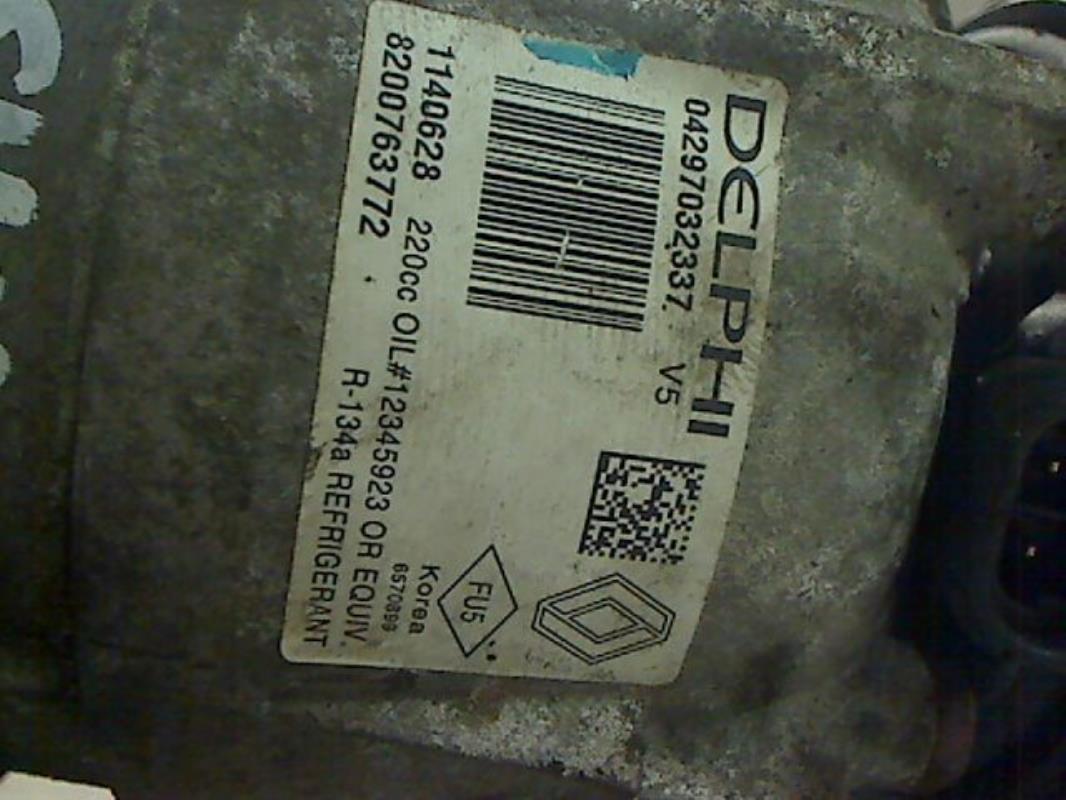 DELPHI
04297032337. V5
1140628 220cc OIL#12345923 OR EQUIV.
8200763772 R-134a REFRIGERANT
FU5
Korea
6570899